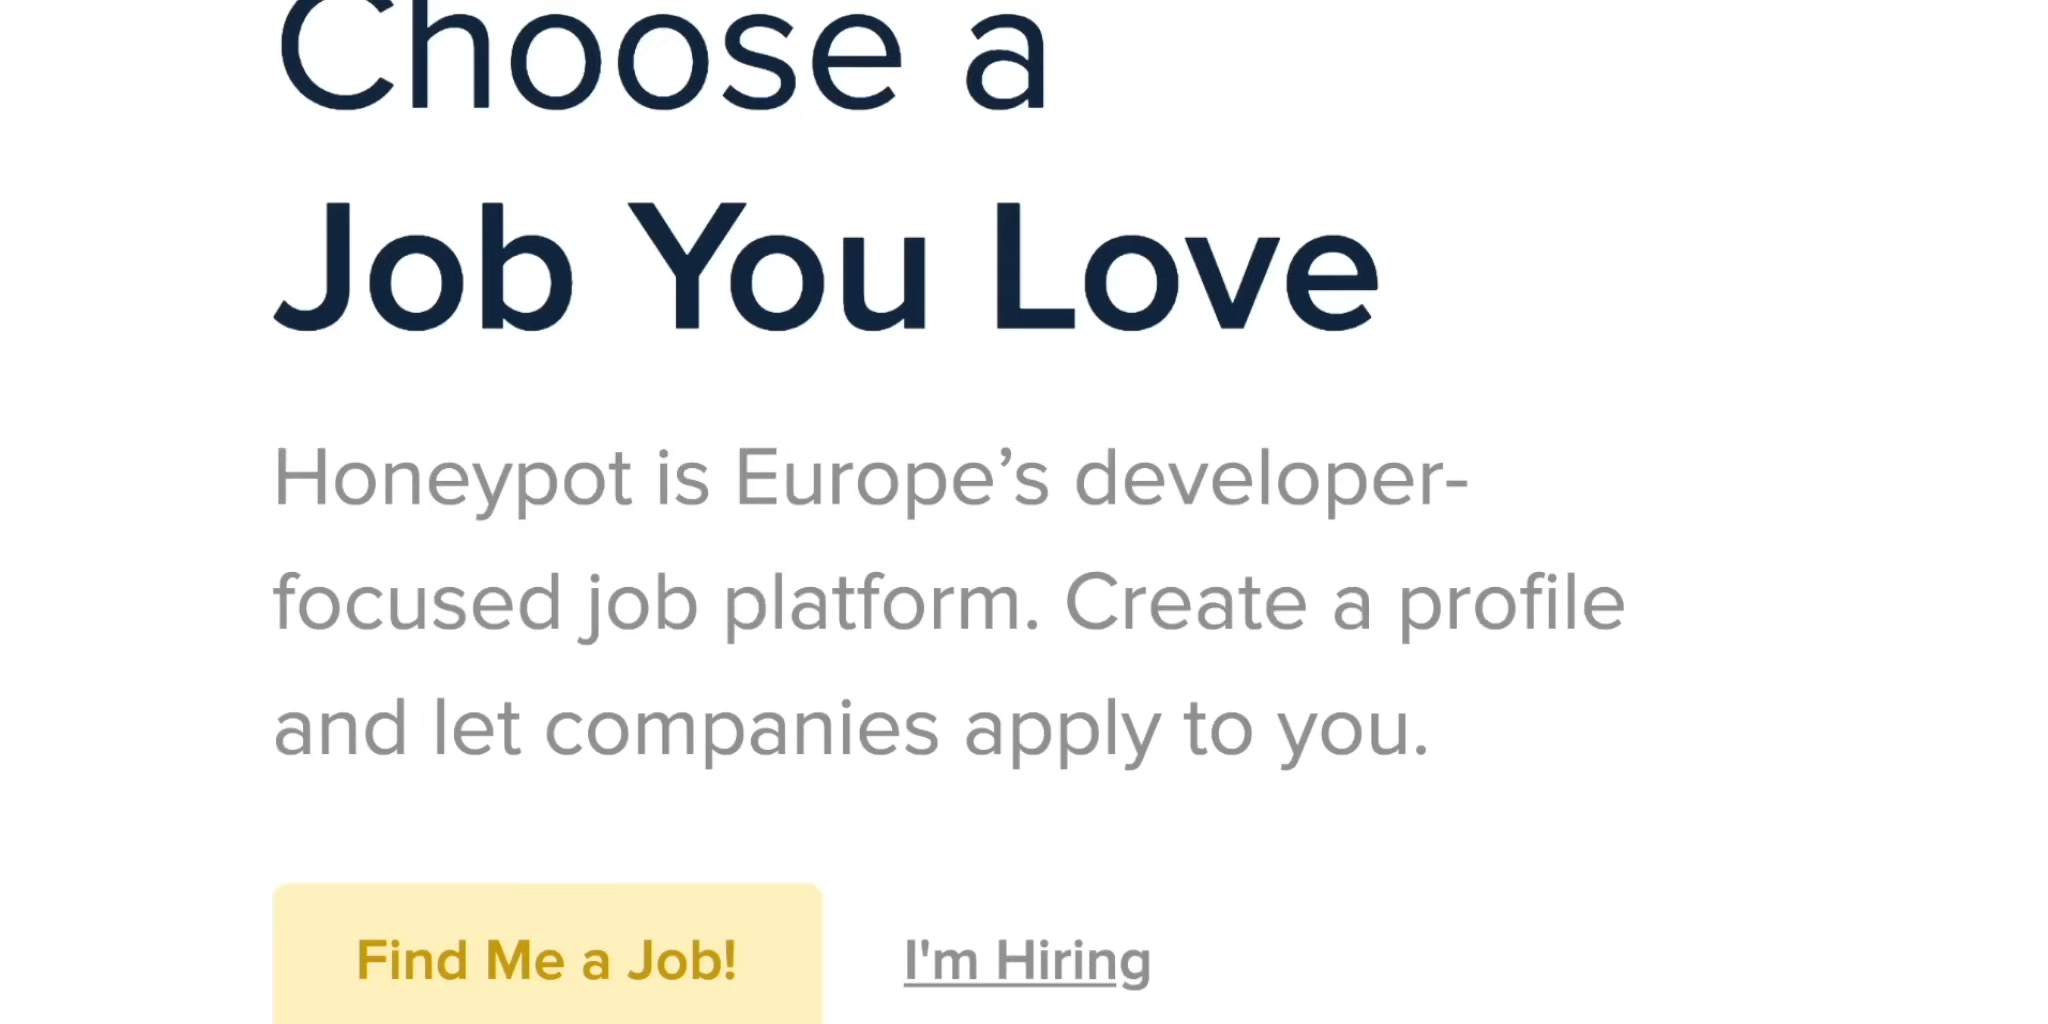 Choose a
Job You Love
Honeypot is Europe’s developer-
focused job platform. Create a profile
and let companies apply to you.
Find Me a Job!
I'm Hiring